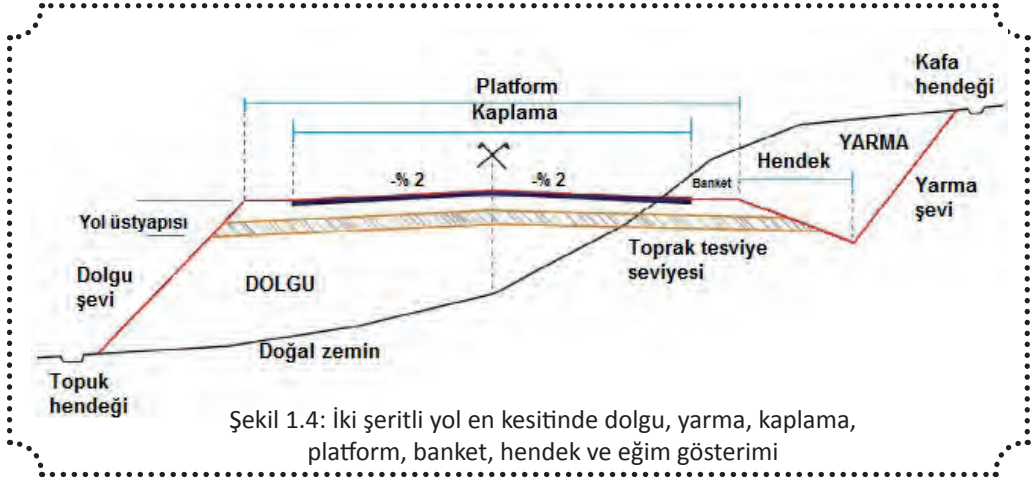 Platform
Kaplama
Kafa
hendeği
YARMA
Hendek
-% 2
-% 2
Banket
Yarma
şevi
Yol üstyapısı
Toprak tesviye
seviyesi
Dolgu
şevi
DOLGU
Doğal zemin
Topuk
hendeği
Şekil 1.4: İki şeritli yol en kesitinde dolgu, yarma, kaplama,
platform, banket, hendek ve eğim gösterimi